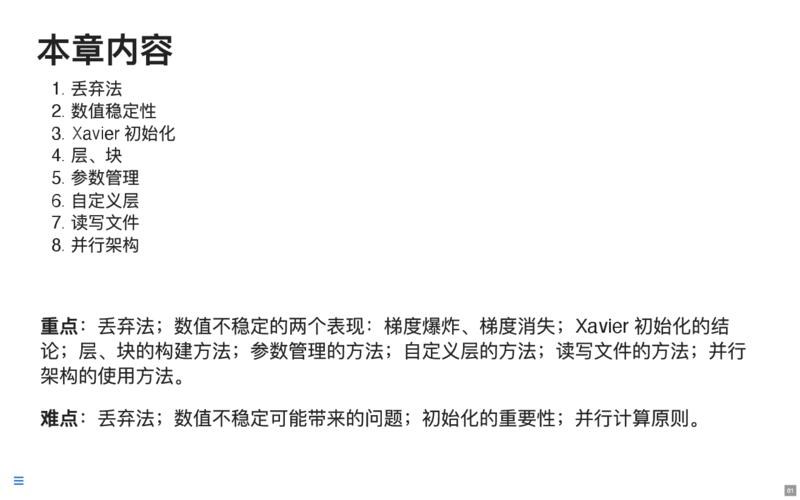 本章内容
1. 丢弃法
2. 数值稳定性
3. Xavier 初始化
4. 层、块
5. 参数管理
6. 自定义层
7. 读写文件
8. 并行架构
重点：丢弃法；数值不稳定的两个表现：梯度爆炸、梯度消失；Xavier 初始化的结
论；层、块的构建方法；参数管理的方法；自定义层的方法；读写文件的方法；并行
架构的使用方法。
难点：丢弃法；数值不稳定可能带来的问题；初始化的重要性；并行计算原则。
01